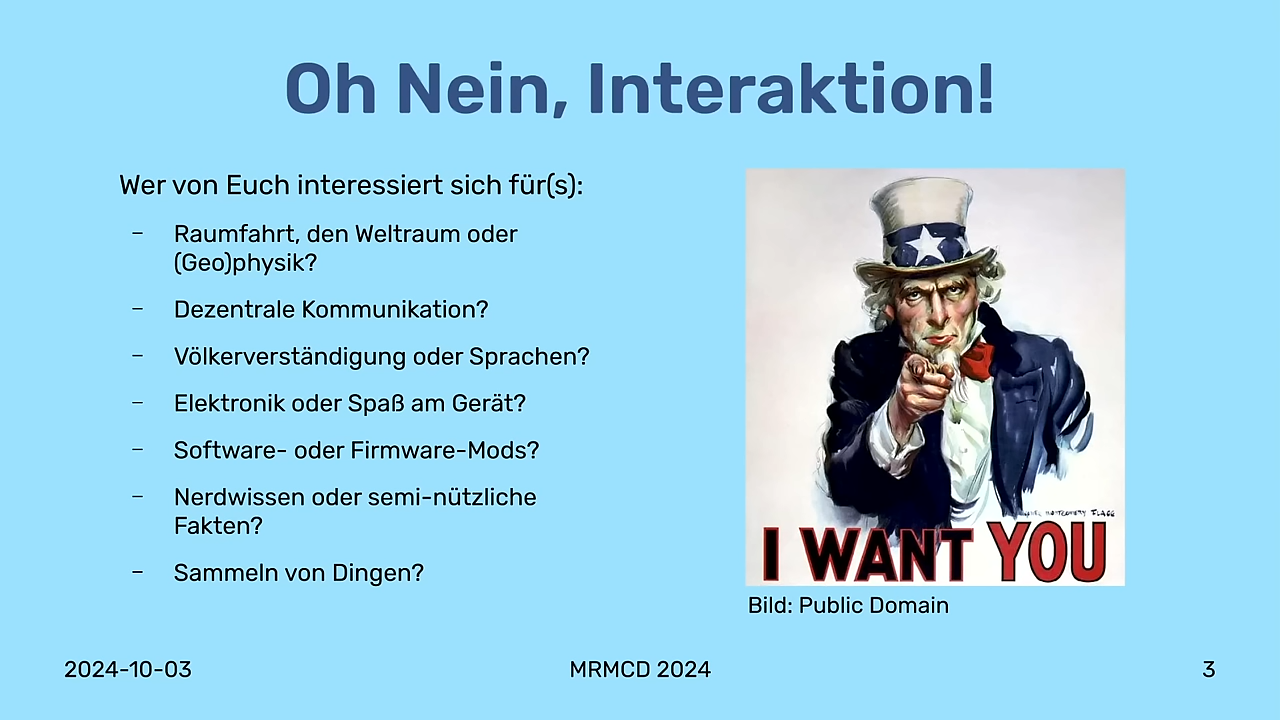 Oh Nein, Interaktion!
Wer von Euch interessiert sich für(s):
– Raumfahrt, den Weltraum oder
(Geo)physik?
– Dezentrale Kommunikation?
– Völkerverständigung oder Sprachen?
– Elektronik oder Spaß am Gerät?
– Software- oder Firmware-Mods?
– Nerdwissen oder semi-nützliche
Fakten?
– Sammeln von Dingen?
MONTGOMERY FLAGG
I WANT YOU
Bild: Public Domain
2024-10-03
MRMCD 2024
3